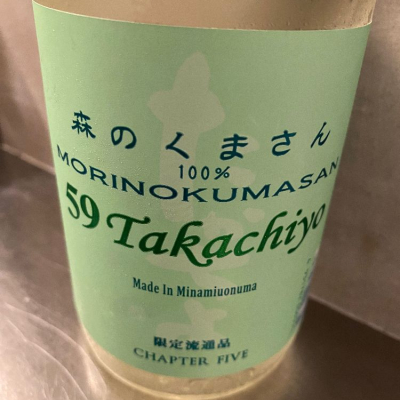 森のくまさん
100%
MORINOKUMASAN
59 Takachiyo
Made In Minamiuonuma
限定流通品
CHAPTER FIVE